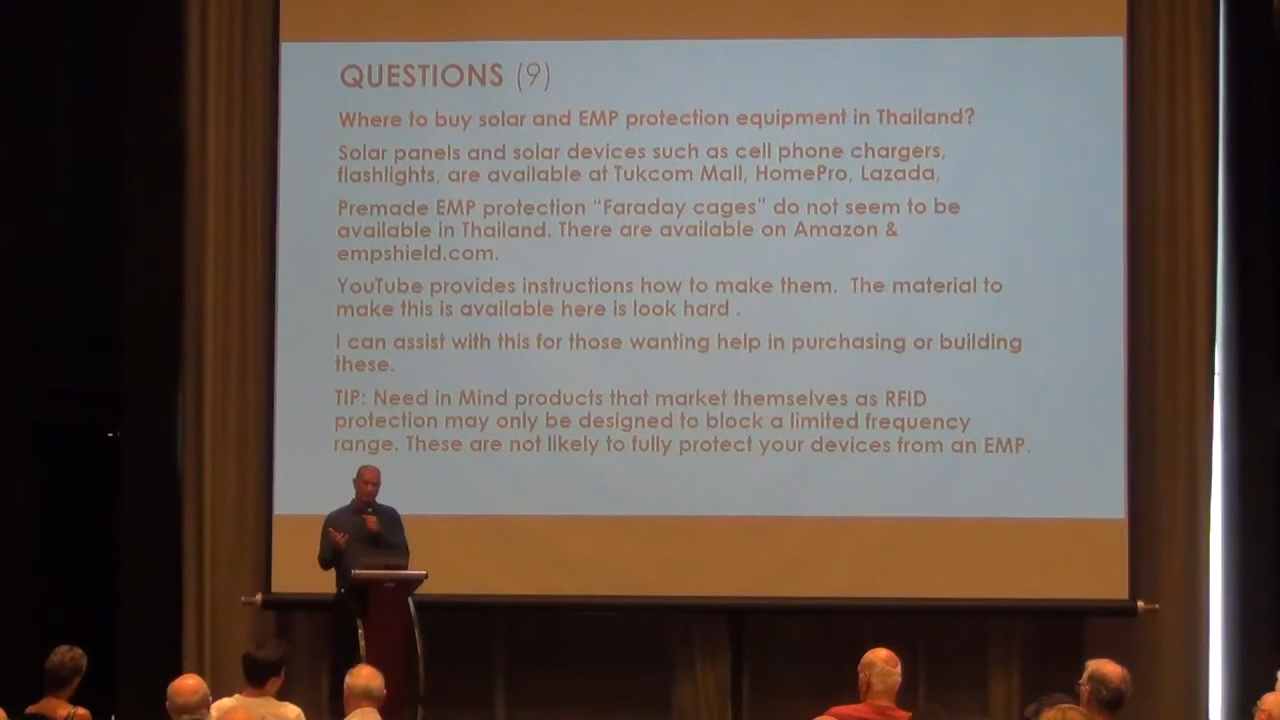 QUESTIONS (9)
Where to buy solar and EMP protection equipment in Thailand?
Solar panels and solar devices such as cell phone chargers,
flashlights, are available at Tukcom Mall, HomePro, Lazada,
Premade EMP protection “Faraday cages” do not seem to be
available in Thailand. There are available on Amazon &
empshield.com.
YouTube provides instructions how to make them. The material to
make this is available here is look hard .
I can assist with this for those wanting help in purchasing or building
these.
TIP: Need in Mind products that market themselves as RFID
protection may only be designed to block a limited frequency
range. These are not likely to fully protect your devices from an EMP.